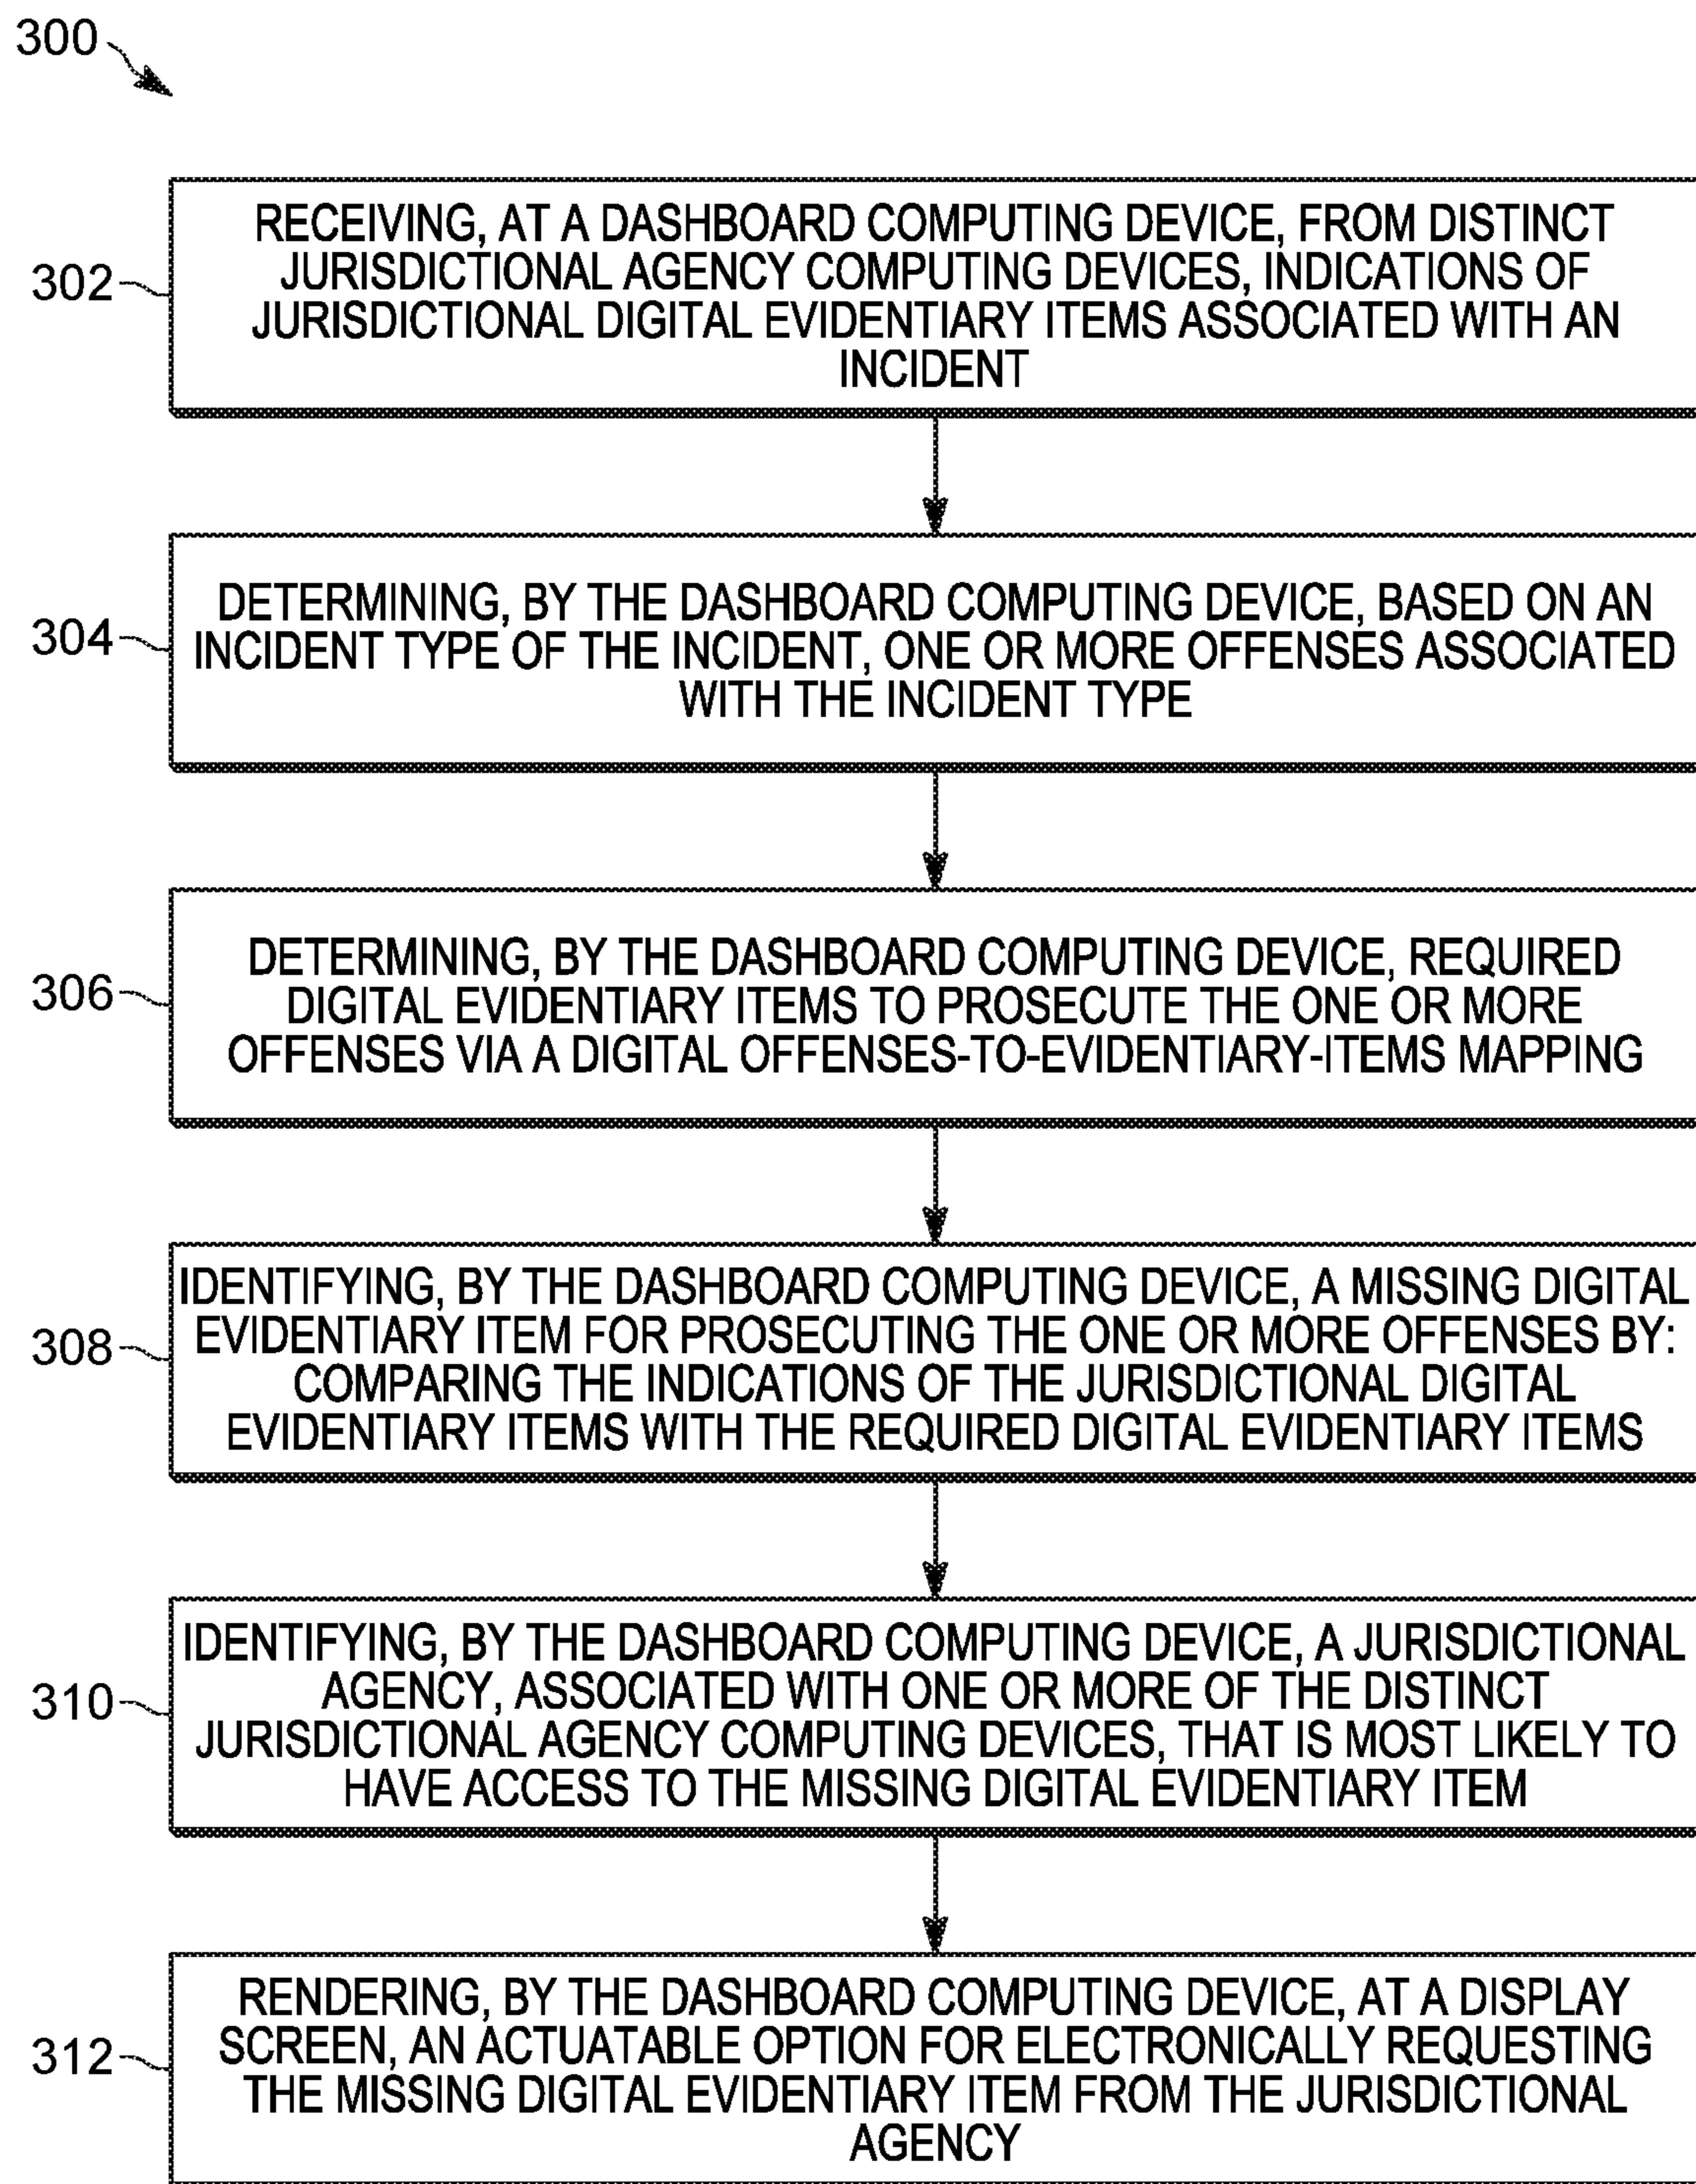 300
RECEIVING, AT A DASHBOARD COMPUTING DEVICE, FROM DISTINCT
JURISDICTIONAL AGENCY COMPUTING DEVICES, INDICATIONS OF
JURISDICTIONAL DIGITAL EVIDENTIARY ITEMS ASSOCIATED WITH AN
INCIDENT
302
DETERMINING, BY THE DASHBOARD COMPUTING DEVICE, BASED ON AN
INCIDENT TYPE OF THE INCIDENT, ONE OR MORE OFFENSES ASSOCIATED
WITH THE INCIDENT TYPE
304
DETERMINING, BY THE DASHBOARD COMPUTING DEVICE, REQUIRED
DIGITAL EVIDENTIARY ITEMS TO PROSECUTE THE ONE OR MORE
OFFENSES VIA A DIGITAL OFFENSES-TO-EVIDENTIARY-ITEMS MAPPING
306
IDENTIFYING, BY THE DASHBOARD COMPUTING DEVICE, A MISSING DIGITAL
EVIDENTIARY ITEM FOR PROSECUTING THE ONE OR MORE OFFENSES BY:
COMPARING THE INDICATIONS OF THE JURISDICTIONAL DIGITAL
EVIDENTIARY ITEMS WITH THE REQUIRED DIGITAL EVIDENTIARY ITEMS
308
IDENTIFYING, BY THE DASHBOARD COMPUTING DEVICE, A JURISDICTIONAL
AGENCY, ASSOCIATED WITH ONE OR MORE OF THE DISTINCT
JURISDICTIONAL AGENCY COMPUTING DEVICES, THAT IS MOST LIKELY TO
HAVE ACCESS TO THE MISSING DIGITAL EVIDENTIARY ITEM
310
RENDERING, BY THE DASHBOARD COMPUTING DEVICE, AT A DISPLAY
SCREEN, AN ACTUATABLE OPTION FOR ELECTRONICALLY REQUESTING
THE MISSING DIGITAL EVIDENTIARY ITEM FROM THE JURISDICTIONAL
AGENCY
312